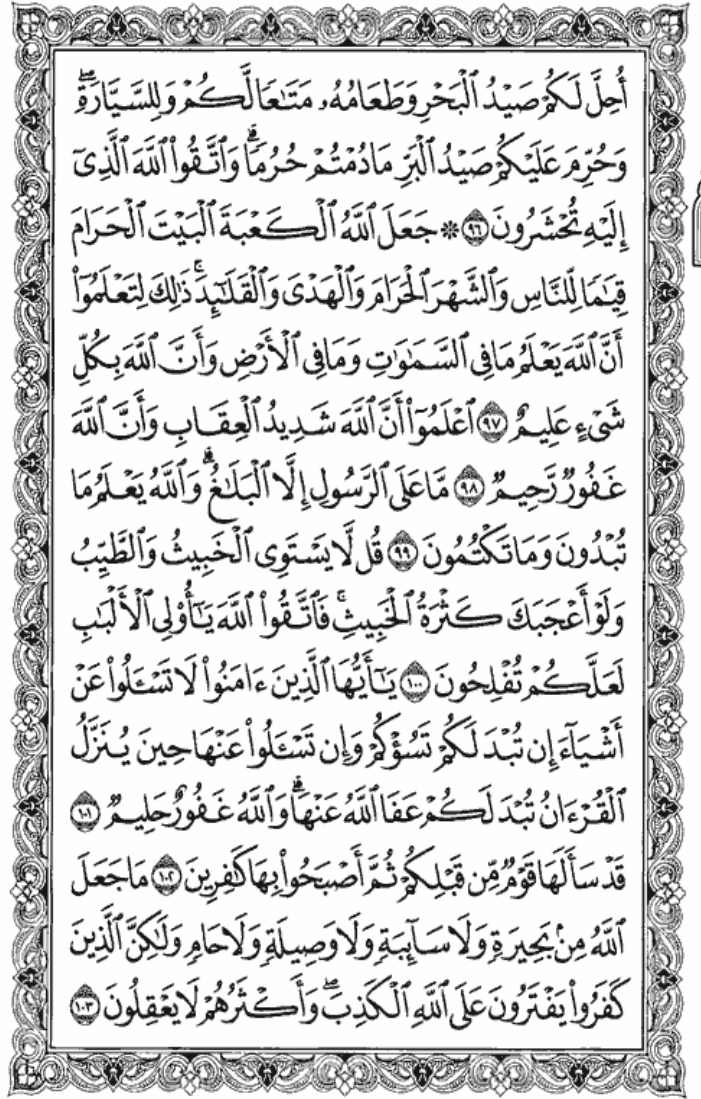 أُحِلَّ لَكُمْ صَيْدُ ٱلْبَحْرِ وَطَعَامُهُۥ مَتَٰعًا لَّكُمْ وَلِلسَّيَّارَةِۖ
وَحُرِّمَ عَلَيْكُمْ صَيْدُ ٱلْبَرِّ مَا دُمْتُمْ حُرُمًاۗ وَٱتَّقُوا۟ ٱللَّهَ ٱلَّذِىٓ
إِلَيْهِ تُحْشَرُونَ ٩٦ ۞ جَعَلَ ٱللَّهُ ٱلْكَعْبَةَ ٱلْبَيْتَ ٱلْحَرَامَ
قِيَٰمًا لِّلنَّاسِ وَٱلشَّهْرَ ٱلْحَرَامَ وَٱلْهَدْىَ وَٱلْقَلَٰٓئِدَۚ ذَٰلِكَ لِتَعْلَمُوٓا۟
أَنَّ ٱللَّهَ يَعْلَمُ مَا فِى ٱلسَّمَٰوَٰتِ وَمَا فِى ٱلْأَرْضِ وَأَنَّ ٱللَّهَ بِكُلِّ
شَىْءٍ عَلِيمٌ ٩٧ ٱعْلَمُوٓا۟ أَنَّ ٱللَّهَ شَدِيدُ ٱلْعِقَابِ وَأَنَّ ٱللَّهَ
غَفُورٌ رَّحِيمٌ ٩٨ مَّا عَلَى ٱلرَّسُولِ إِلَّا ٱلْبَلَٰغُۗ وَٱللَّهُ يَعْلَمُ مَا
تُبْدُونَ وَمَا تَكْتُمُونَ ٩٩ قُل لَّا يَسْتَوِى ٱلْخَبِيثُ وَٱلطَّيِّبُ
وَلَوْ أَعْجَبَكَ كَثْرَةُ ٱلْخَبِيثِۚ فَٱتَّقُوا۟ ٱللَّهَ يَٰٓأُو۟لِى ٱلْأَلْبَٰبِ
لَعَلَّكُمْ تُفْلِحُونَ ١٠٠ يَٰٓأَيُّهَا ٱلَّذِينَ ءَامَنُوا۟ لَا تَسْـَٔلُوا۟ عَنْ
أَشْيَآءَ إِن تُبْدَ لَكُمْ تَسُؤْكُمْ وَإِن تَسْـَٔلُوا۟ عَنْهَا حِينَ يُنَزَّلُ
ٱلْقُرْءَانُ تُبْدَ لَكُمْ عَفَا ٱللَّهُ عَنْهَاۗ وَٱللَّهُ غَفُورٌ حَلِيمٌ ١٠١
قَدْ سَأَلَهَا قَوْمٌ مِّن قَبْلِكُمْ ثُمَّ أَصْبَحُوا۟ بِهَا كَٰفِرِينَ ١٠٢ مَا جَعَلَ
ٱللَّهُ مِنۢ بَحِيرَةٍ وَلَا سَآئِبَةٍ وَلَا وَصِيلَةٍ وَلَا حَامٍ وَلَٰكِنَّ ٱلَّذِينَ
كَفَرُوا۟ يَفْتَرُونَ عَلَى ٱللَّهِ ٱلْكَذِبَۖ وَأَكْثَرُهُمْ لَا يَعْقِلُونَ ١٠٣